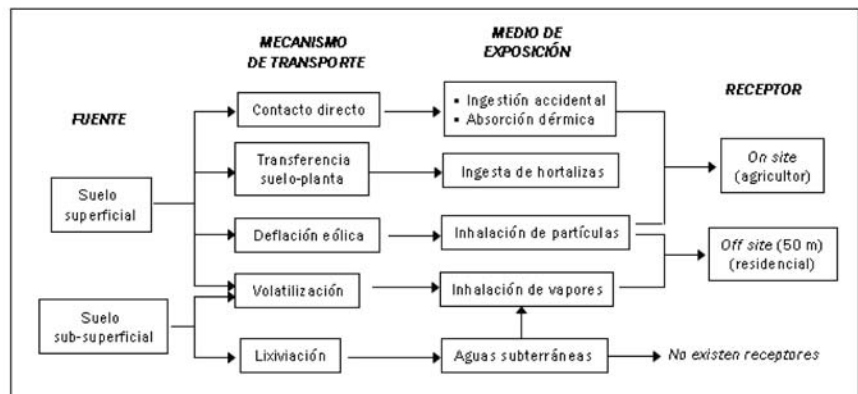 FUENTE
MECANISMO
DE TRANSPORTE
MEDIO DE
EXPOSICIÓN
RECEPTOR
Contacto directo
▪ Ingestión accidental
▪ Absorción dérmica
Transferencia
suelo-planta
Ingesta de hortalizas
On site
(agricultor)
Suelo
superficial
Deflación eólica
Inhalación de partículas
Off site (50 m)
(residencial)
Volatilización
Inhalación de vapores
Suelo
sub-superficial
Lixiviación
Aguas subterráneas
No existen receptores